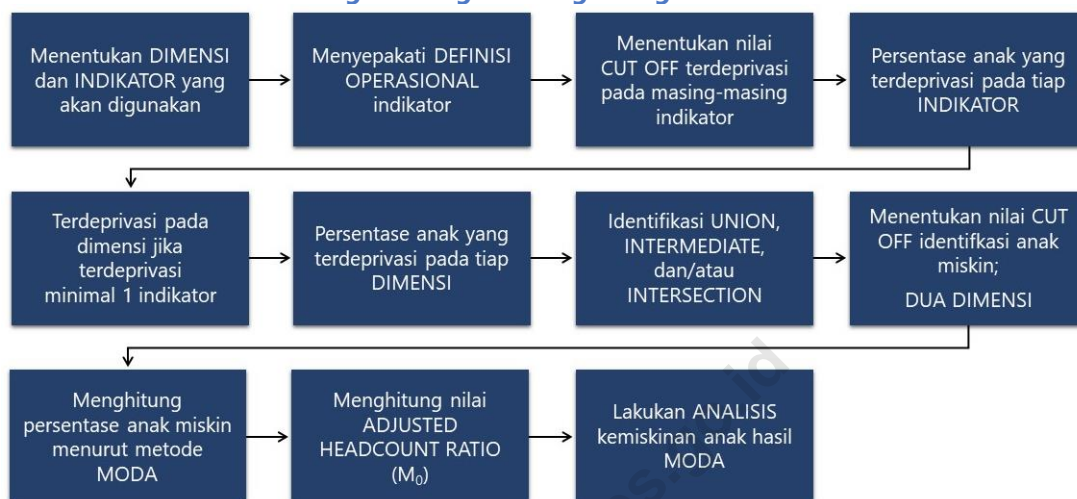 Menentukan DIMENSI
dan INDIKATOR yang
akan digunakan
Menyepakati DEFINISI
OPERASIONAL
indikator
Menentukan nilai
CUT OFF terdeprivasi
pada masing-masing
indikator
Persentase anak yang
terdeprivasi pada tiap
INDIKATOR
Terdeprivasi pada
dimensi jika
terdeprivasi
minimal 1 indikator
Persentase anak yang
terdeprivasi pada tiap
DIMENSI
Identifikasi UNION,
INTERMEDIATE,
dan/atau
INTERSECTION
Menentukan nilai CUT
OFF identifkasi anak
miskin;
DUA DIMENSI
Menghitung
persentase anak miskin
menurut metode
MODA
Menghitung nilai
ADJUSTED
HEADCOUNT RATIO
(M₀)
Lakukan ANALISIS
kemiskinan anak hasil
MODA